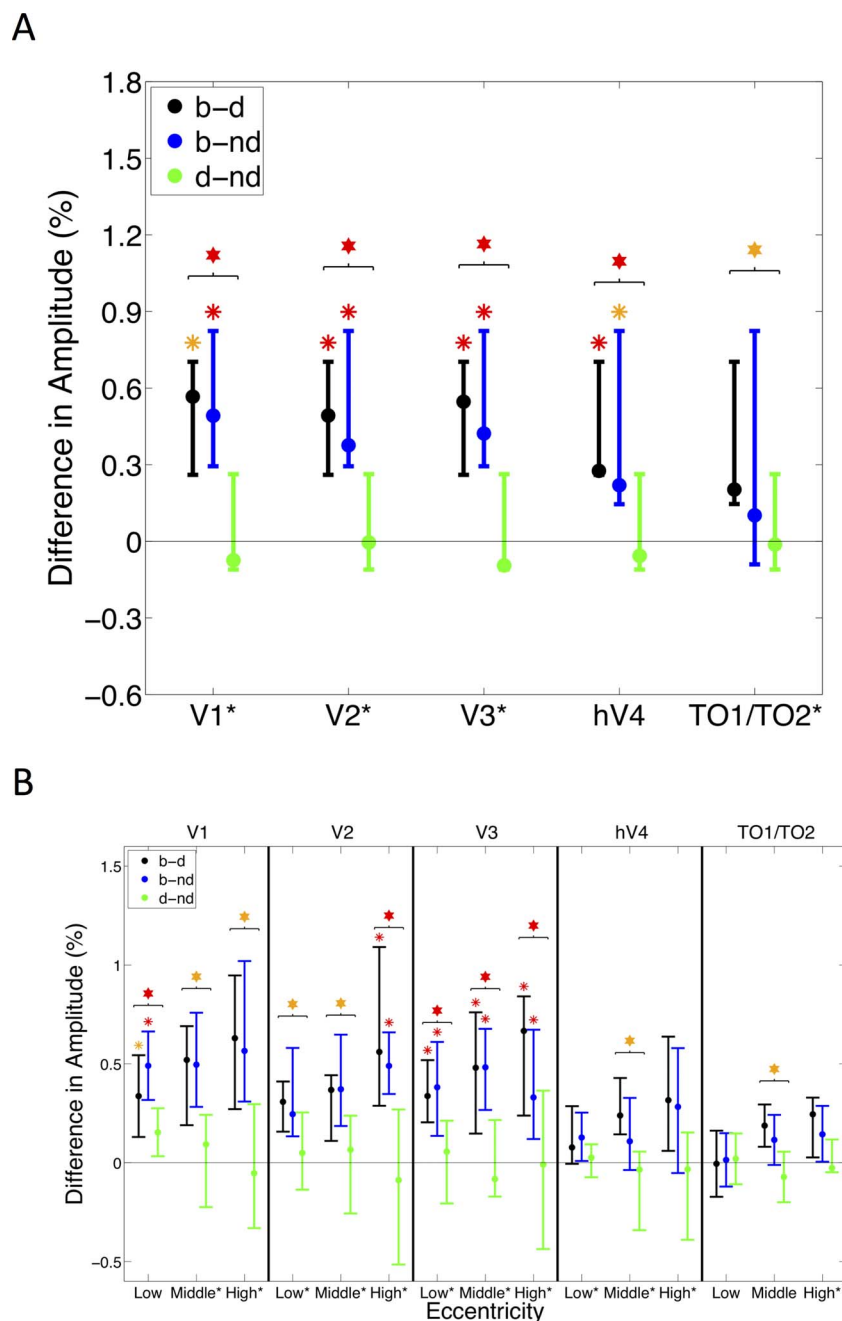 A
1.8
b-d
b-nd
d-nd
1.5
1.2
0.9
0.6
0.3
0
−0.3
−0.6
Difference in Amplitude (%)
V1* V2* V3* hV4 TO1/TO2*
B
V1 V2 V3 hV4 TO1/TO2
b-d
b-nd
d-nd
1.5
1
0.5
0
-0.5
Difference in Amplitude (%)
Low Middle* High* Low* Middle* High* Low* Middle* High* Low* Middle* High* Low Middle High*
Eccentricity